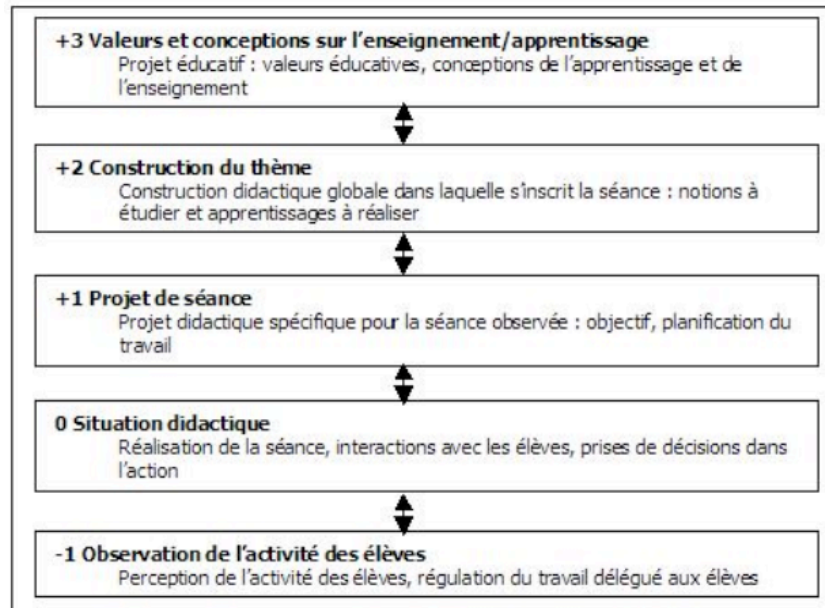 +3 Valeurs et conceptions sur l’enseignement/apprentissage
Projet éducatif : valeurs éducatives, conceptions de l’apprentissage et de
l’enseignement
+2 Construction du thème
Construction didactique globale dans laquelle s’inscrit la séance : notions à
étudier et apprentissages à réaliser
+1 Projet de séance
Projet didactique spécifique pour la séance observée : objectif, planification du
travail
0 Situation didactique
Réalisation de la séance, interactions avec les élèves, prises de décisions dans
l’action
-1 Observation de l’activité des élèves
Perception de l’activité des élèves, régulation du travail délégué aux élèves